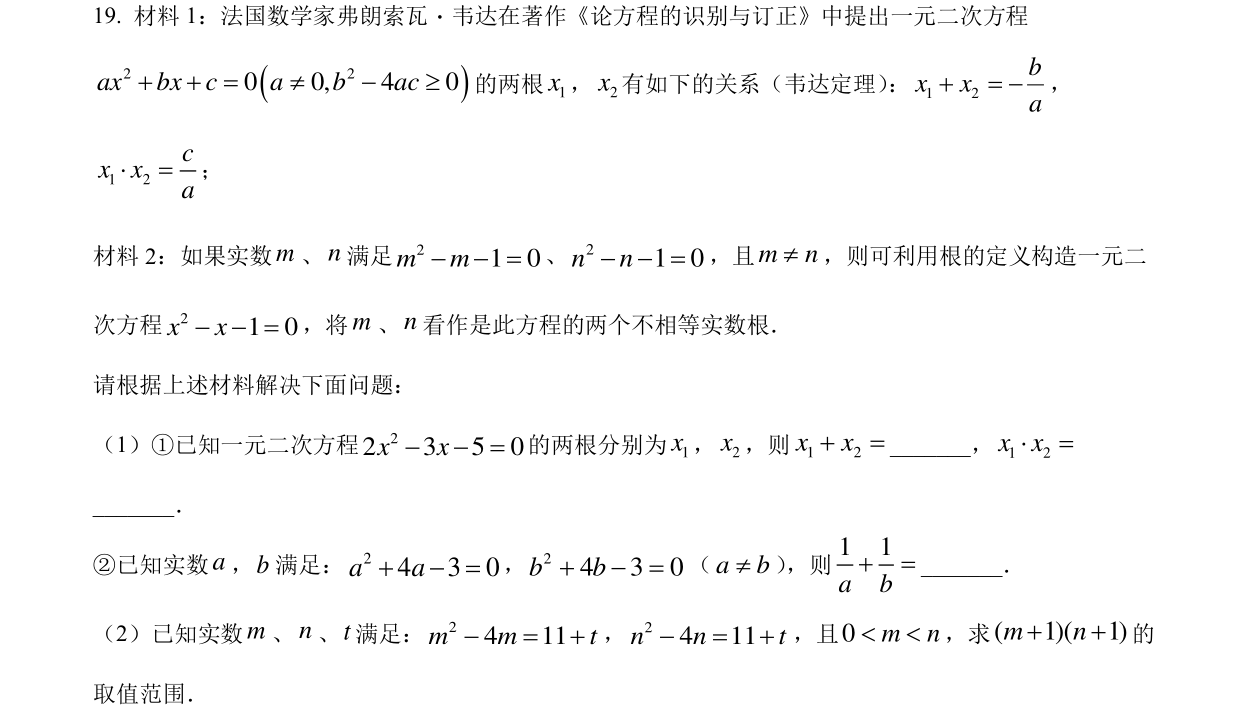 19. 材料 1：法国数学家弗朗索瓦·韦达在著作《论方程的识别与订正》中提出一元二次方程
ax² + bx + c = 0(a ≠ 0, b² − 4ac ≥ 0) 的两根 x₁，x₂ 有如下的关系（韦达定理）：x₁ + x₂ = −b/a，
x₁ · x₂ = c/a；
材料 2：如果实数 m 、n 满足 m² − m − 1 = 0 、n² − n − 1 = 0，且 m ≠ n，则可利用根的定义构造一元二
次方程 x² − x − 1 = 0，将 m 、n 看作是此方程的两个不相等实数根．
请根据上述材料解决下面问题：
（1）①已知一元二次方程 2x² − 3x − 5 = 0 的两根分别为 x₁，x₂，则 x₁ + x₂ = _______，x₁ · x₂ =
_______．
②已知实数 a，b 满足：a² + 4a − 3 = 0，b² + 4b − 3 = 0（a ≠ b），则 1/a + 1/b = _______．
（2）已知实数 m 、n 、t 满足：m² − 4m = 11 + t，n² − 4n = 11 + t，且 0 < m < n，求 (m+1)(n+1) 的
取值范围．